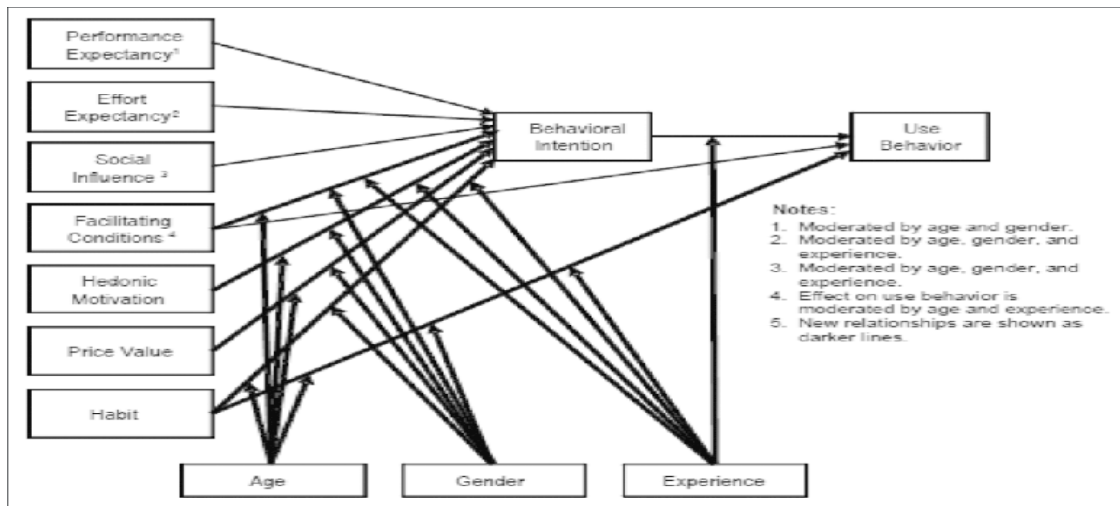 Performance
Expectancy¹
Effort
Expectancy²
Social
Influence ³
Facilitating
Conditions ⁴
Hedonic
Motivation
Price Value
Habit
Behavioral
Intention
Use
Behavior
Notes:
1. Moderated by age and gender.
2. Moderated by age, gender, and
experience.
3. Moderated by age, gender, and
experience.
4. Effect on use behavior is
moderated by age and experience.
5. New relationships are shown as
darker lines.
Age
Gender
Experience